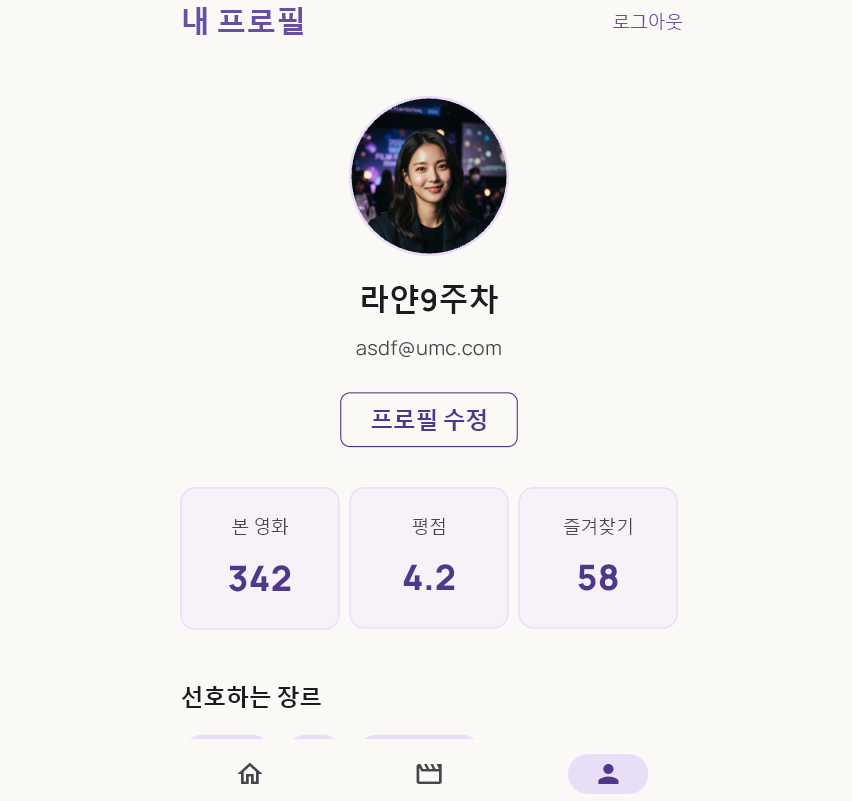 내 프로필
로그아웃
라얀9주차
asdf@umc.com
프로필 수정
본 영화
평점
즐겨찾기
342
4.2
58
선호하는 장르